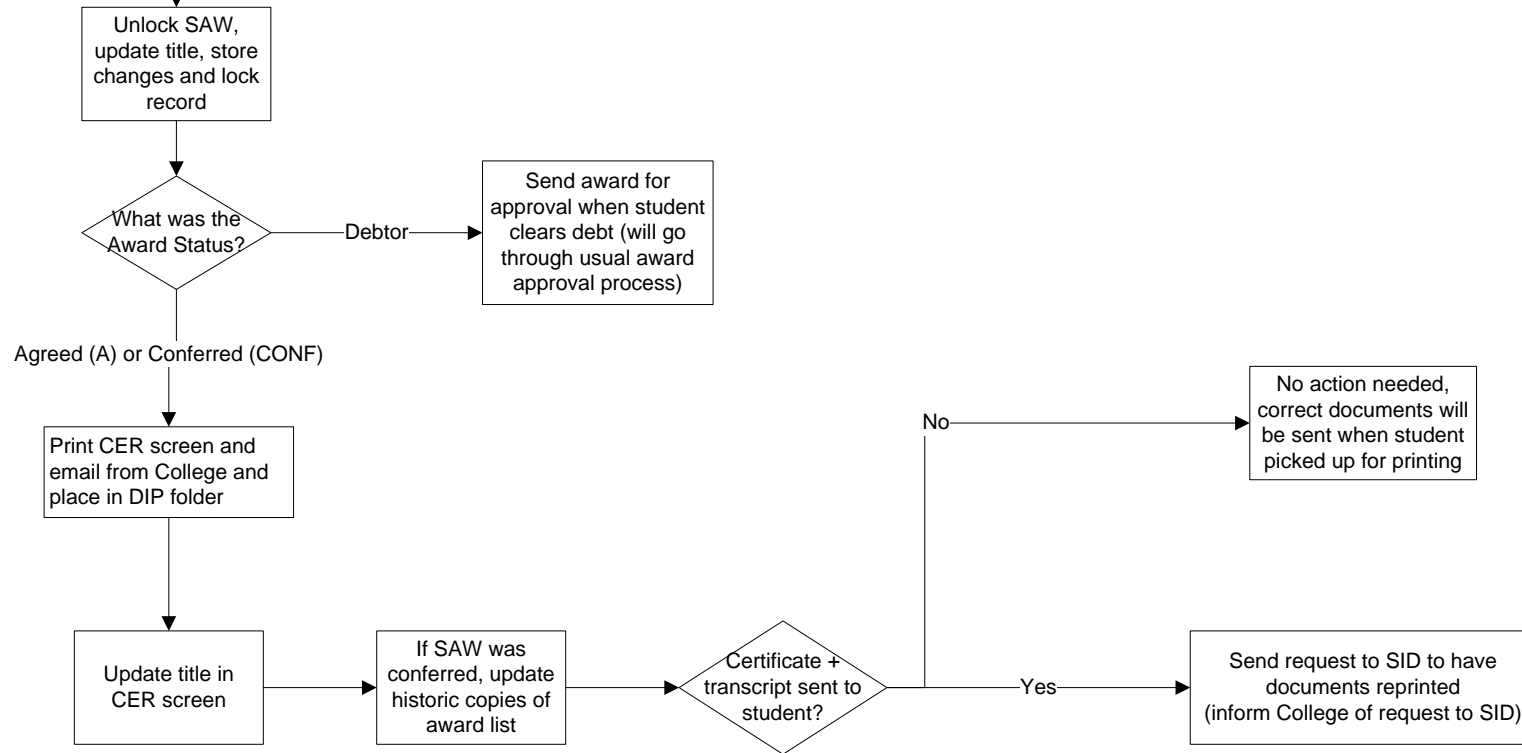 Unlock SAW,
update title, store
changes and lock
record
What was the
Award Status?
Debtor
Send award for
approval when student
clears debt (will go
through usual award
approval process)
Agreed (A) or Conferred (CONF)
Print CER screen and
email from College and
place in DIP folder
No
No action needed,
correct documents will
be sent when student
picked up for printing
Update title in
CER screen
If SAW was
conferred, update
historic copies of
award list
Certificate +
transcript sent to
student?
Yes
Send request to SID to have
documents reprinted
(inform College of request to SID)